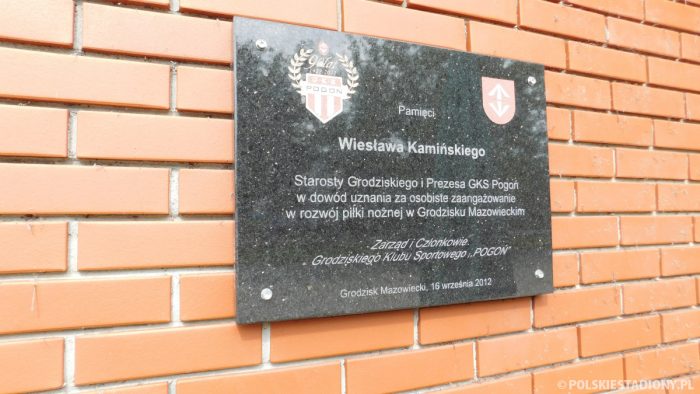 POGOŃ
Pamięci
Wiesława Kamińskiego
Starosty Grodziskiego i Prezesa GKS Pogoń
w dowód uznania za osobiste zaangażowanie
w rozwój piłki nożnej w Grodzisku Mazowieckim
Zarząd i Członkowie
Grodziskiego Klubu Sportowego „POGOŃ"
Grodzisk Mazowiecki, 16 września 2012
© POLSKIESTADIONY.PL